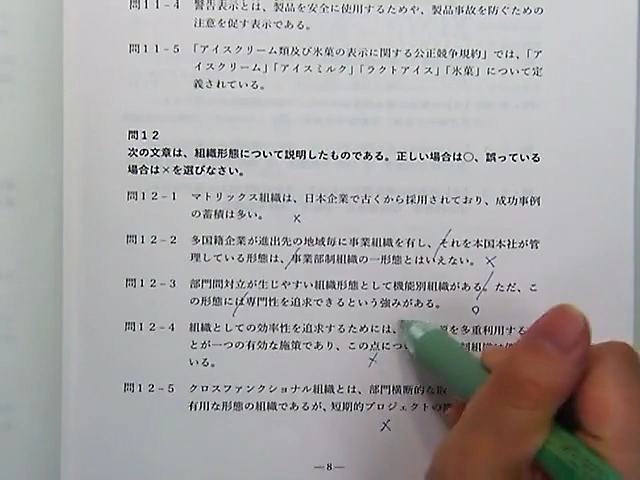 問11-4 警告表示とは、製品を安全に使用するためや、製品事故を防ぐための
注意を促す表示である。
問11-5 「アイスクリーム類及び氷菓の表示に関する公正競争規約」では、「ア
イスクリーム」「アイスミルク」「ラクトアイス」「氷菓」について定
義されている。
問12
次の文章は、組織形態について説明したものである。正しい場合は○、誤っている
場合は×を選びなさい。
問12-1 マトリックス組織は、日本企業で古くから採用されており、成功事例
の蓄積は多い。
×
問12-2 多国籍企業が進出先の地域毎に事業組織を有し、それを本国本社が管
理している形態は、事業部制組織の一形態とはいえない。 ×
問12-3 部門間対立が生じやすい組織形態として機能別組織がある。ただ、こ
の形態には専門性を追求できるという強みがある。 ○
問12-4 組織としての効率性を追求するためには、 を多重利用する
とが一つの有効な施策であり、この点につ 制組織は
いる。 ×
問12-5 クロスファンクショナル組織とは、部門横断的な取
有用な形態の組織であるが、短期的プロジェクトの
×
—8—